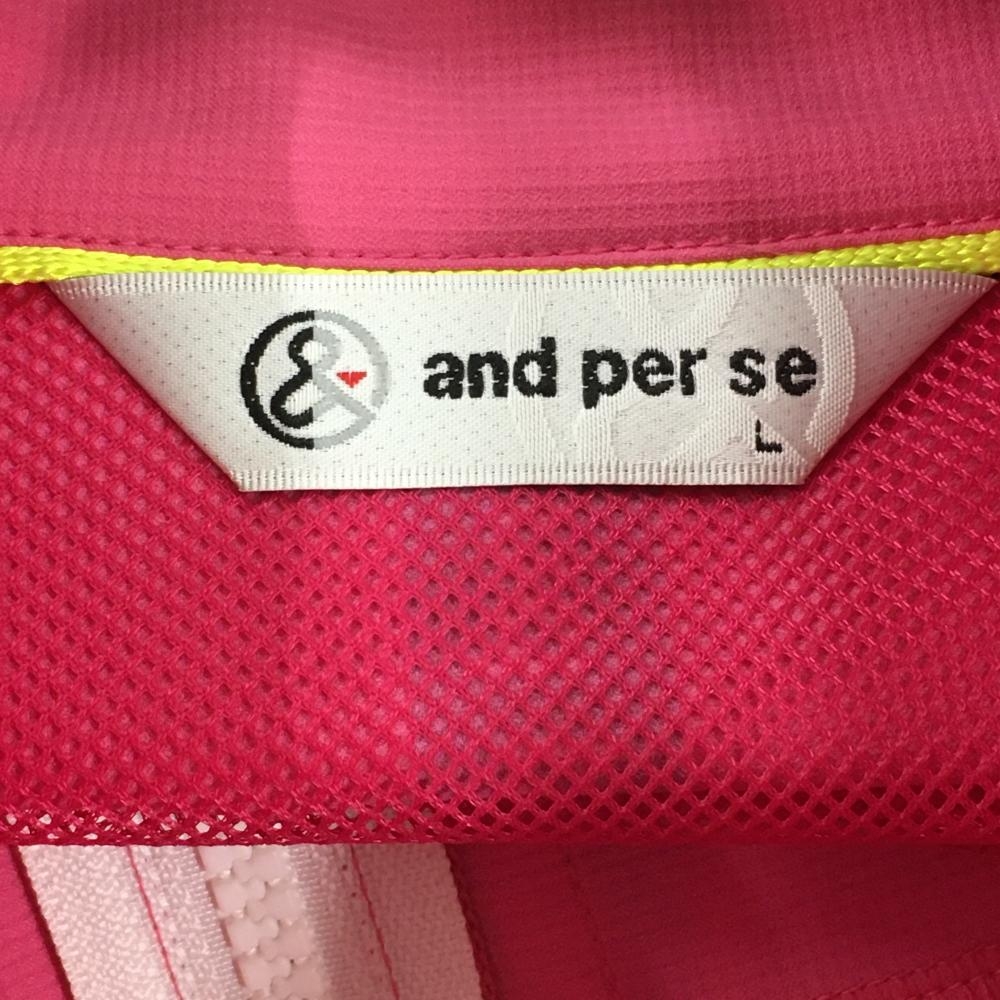 & and per se
L